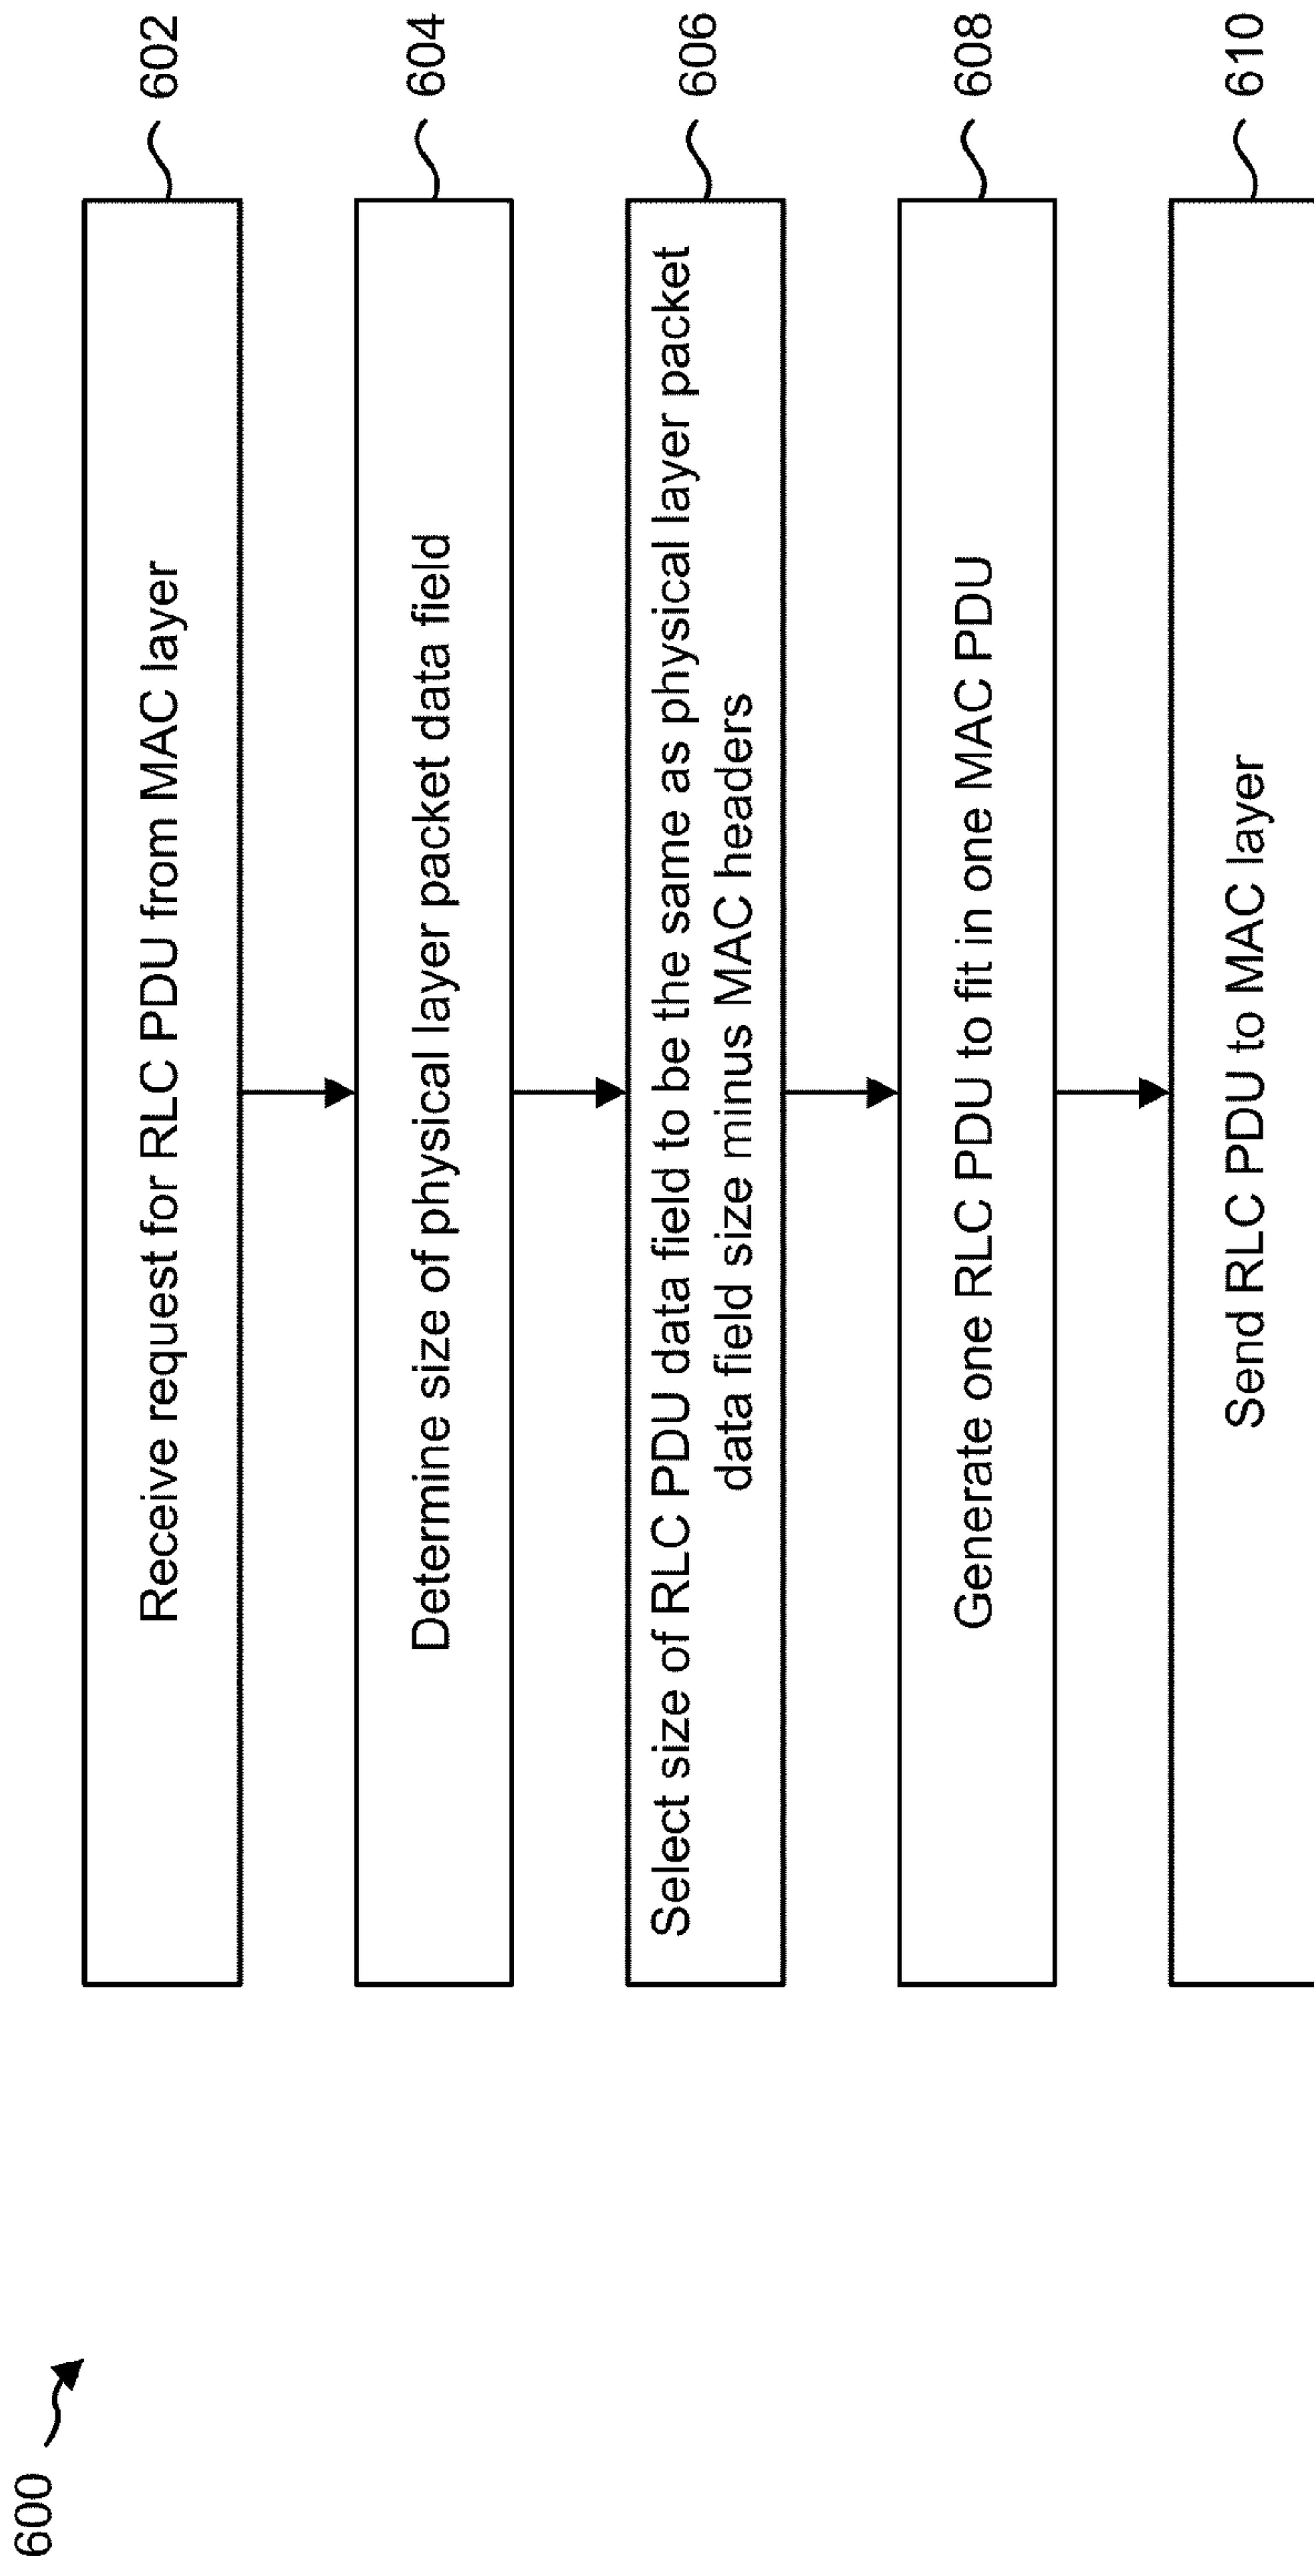 600
Receive request for RLC PDU from MAC layer
602
Determine size of physical layer packet data field
604
Select size of RLC PDU data field to be the same as physical layer packet
data field size minus MAC headers
606
Generate one RLC PDU to fit in one MAC PDU
608
Send RLC PDU to MAC layer
610